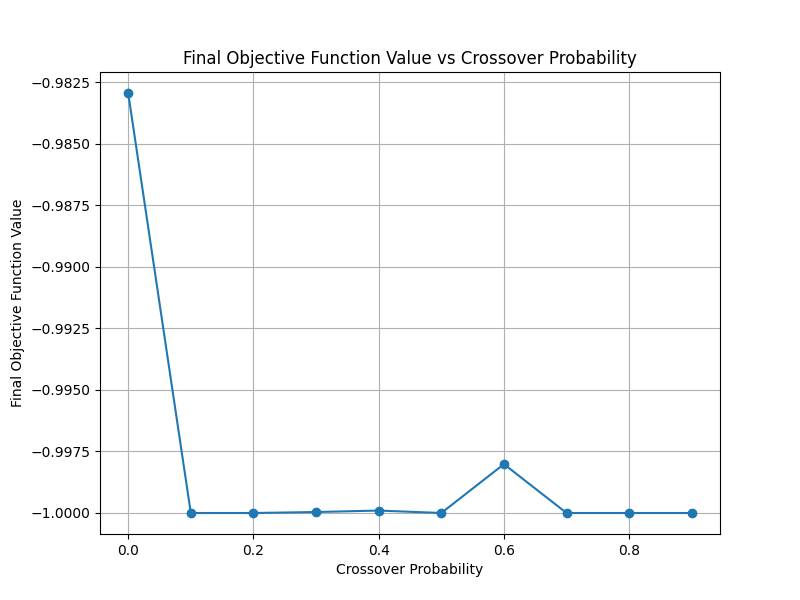 Final Objective Function Value vs Crossover Probability
−0.9825
−0.9850
−0.9875
−0.9900
−0.9925
−0.9950
−0.9975
−1.0000
Final Objective Function Value
0.0 0.2 0.4 0.6 0.8
Crossover Probability